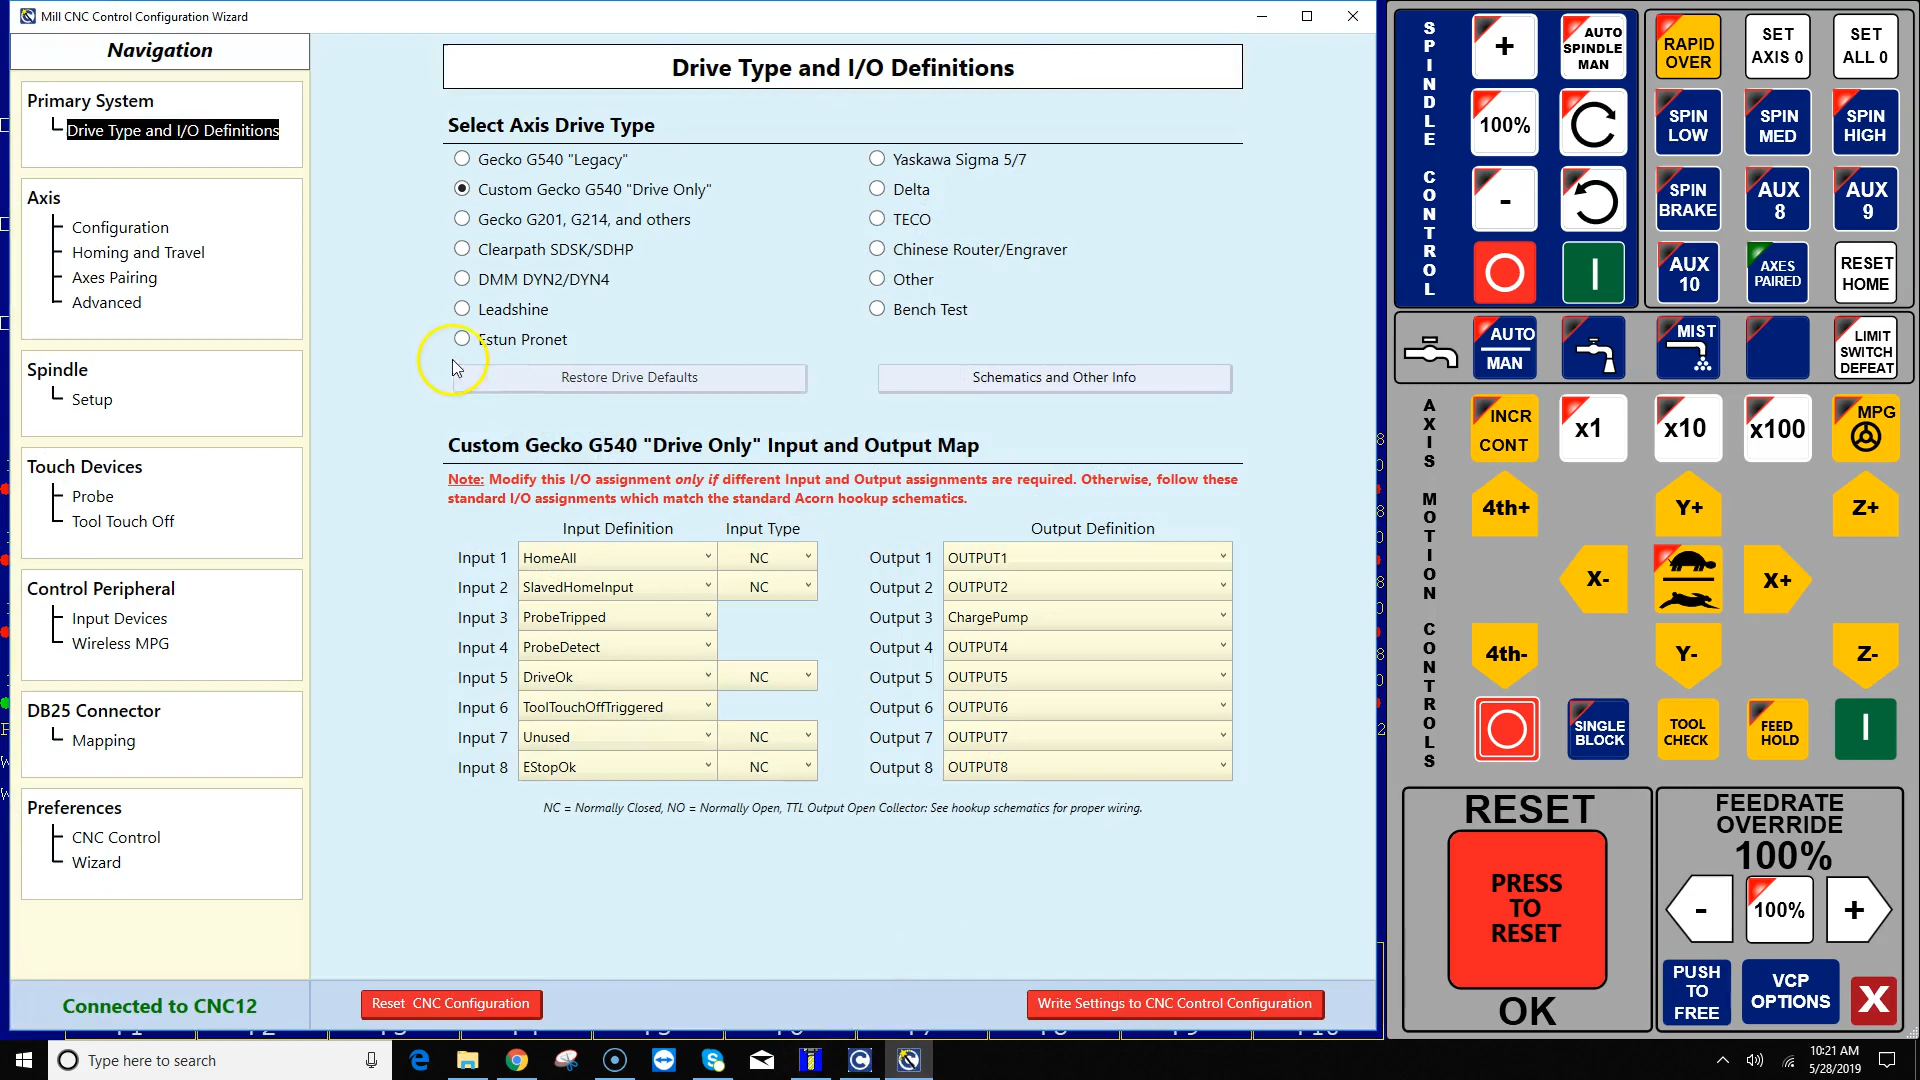 Mill CNC Control Configuration Wizard
Navigation
Primary System
Drive Type and I/O Definitions
Axis
Configuration
Homing and Travel
Axes Pairing
Advanced
Spindle
Setup
Touch Devices
Probe
Tool Touch Off
Control Peripheral
Input Devices
Wireless MPG
DB25 Connector
Mapping
Preferences
CNC Control
Wizard
Connected to CNC12
Drive Type and I/O Definitions
Select Axis Drive Type
Gecko G540 "Legacy"
Custom Gecko G540 "Drive Only"
Gecko G201, G214, and others
Clearpath SDSK/SDHP
DMM DYN2/DYN4
Leadshine
Estun Pronet
Yaskawa Sigma 5/7
Delta
TECO
Chinese Router/Engraver
Other
Bench Test
Restore Drive Defaults
Schematics and Other Info
Custom Gecko G540 "Drive Only" Input and Output Map
Note: Modify this I/O assignment only if different Input and Output assignments are required. Otherwise, follow these
standard I/O assignments which match the standard Acorn hookup schematics.
Input Definition Input Type Output Definition
Input 1 HomeAll NC Output 1 OUTPUT1
Input 2 SlavedHomeInput NC Output 2 OUTPUT2
Input 3 ProbeTripped Output 3 ChargePump
Input 4 ProbeDetect Output 4 OUTPUT4
Input 5 DriveOk NC Output 5 OUTPUT5
Input 6 ToolTouchOffTriggered Output 6 OUTPUT6
Input 7 Unused NC Output 7 OUTPUT7
Input 8 EStopOk NC Output 8 OUTPUT8
NC = Normally Closed, NO = Normally Open, TTL Output Open Collector: See hookup schematics for proper wiring.
Reset CNC Configuration
Write Settings to CNC Control Configuration
SPINDLE CONTROL
+
AUTO
SPINDLE
MAN
100%
-
RAPID
OVER
SET
AXIS 0
SET
ALL 0
SPIN
LOW
SPIN
MED
SPIN
HIGH
SPIN
BRAKE
AUX
8
AUX
9
AUX
10
AXES
PAIRED
RESET
HOME
AUTO
MAN
MIST
LIMIT
SWITCH
DEFEAT
AXIS MOTION CONTROLS
INCR
CONT
x1
x10
x100
MPG
4th+
Y+
Z+
X-
X+
4th-
Y-
Z-
SINGLE
BLOCK
TOOL
CHECK
FEED
HOLD
RESET
PRESS
TO
RESET
OK
FEEDRATE
OVERRIDE
100%
-
100%
+
PUSH
TO
FREE
VCP
OPTIONS
X
Type here to search
10:21 AM
5/28/2019